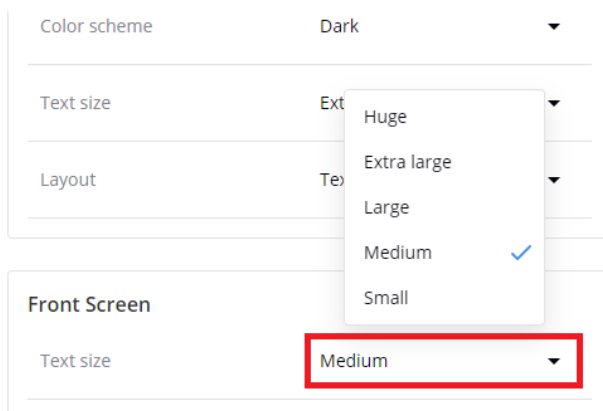 Color scheme Dark
Text size Ext
Huge
Extra large
Layout Tex
Large
Medium
Small
Front Screen
Text size Medium